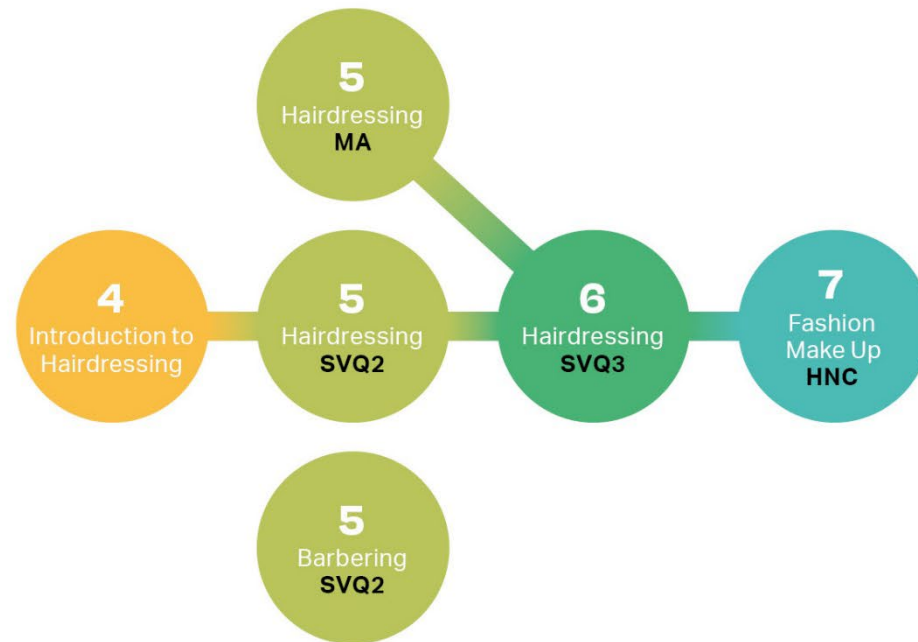 5
Hairdressing
MA
4
Introduction to
Hairdressing
5
Hairdressing
SVQ2
6
Hairdressing
SVQ3
7
Fashion
Make Up
HNC
5
Barbering
SVQ2